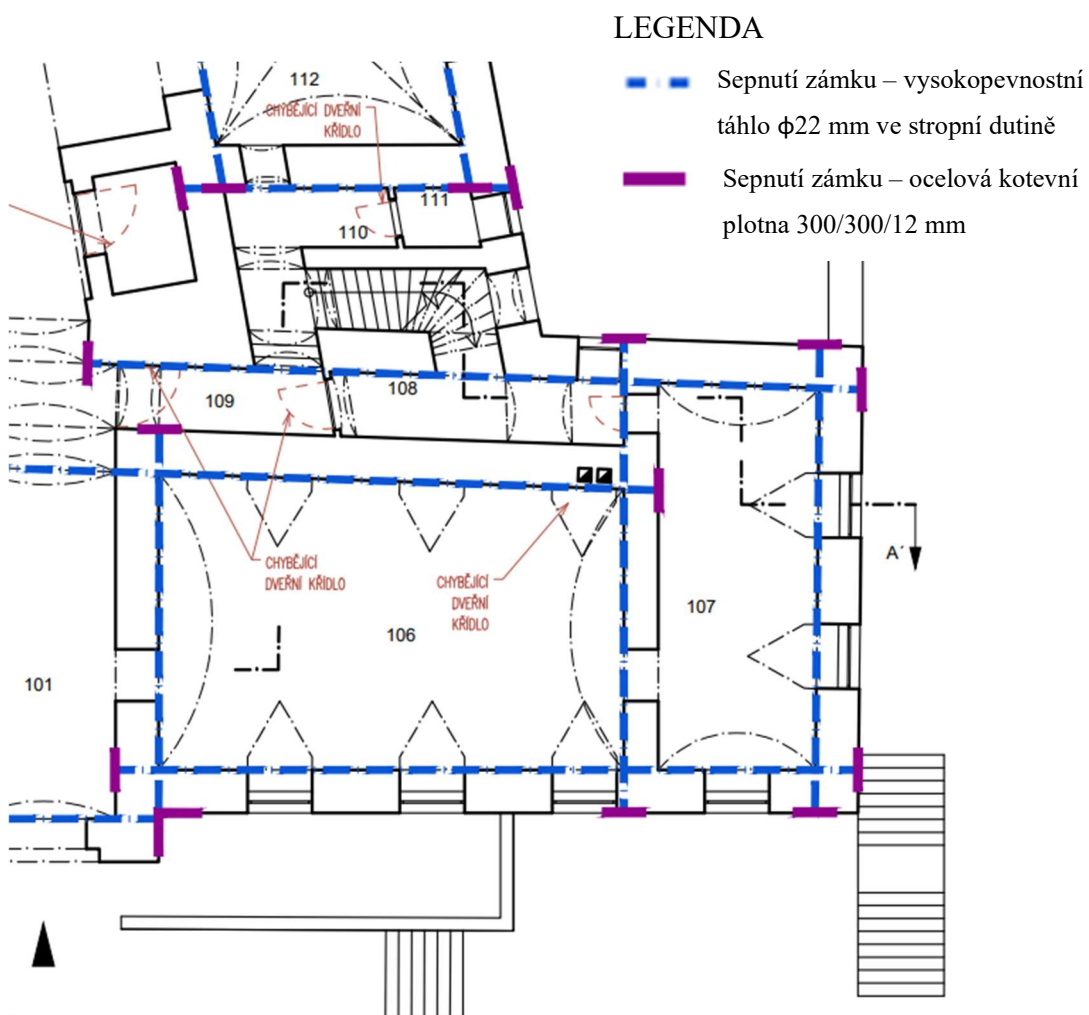 LEGENDA
Sepnutí zámku – vysokopevnostní
táhlo ϕ22 mm ve stropní dutině
Sepnutí zámku – ocelová kotevní
plotna 300/300/12 mm
112
CHYBĚJÍCÍ DVEŘNÍ
KŘÍDLO
111
110
109
108
CHYBĚJÍCÍ
DVEŘNÍ KŘÍDLO
CHYBĚJÍCÍ
DVEŘNÍ
KŘÍDLO
A´
107
106
101